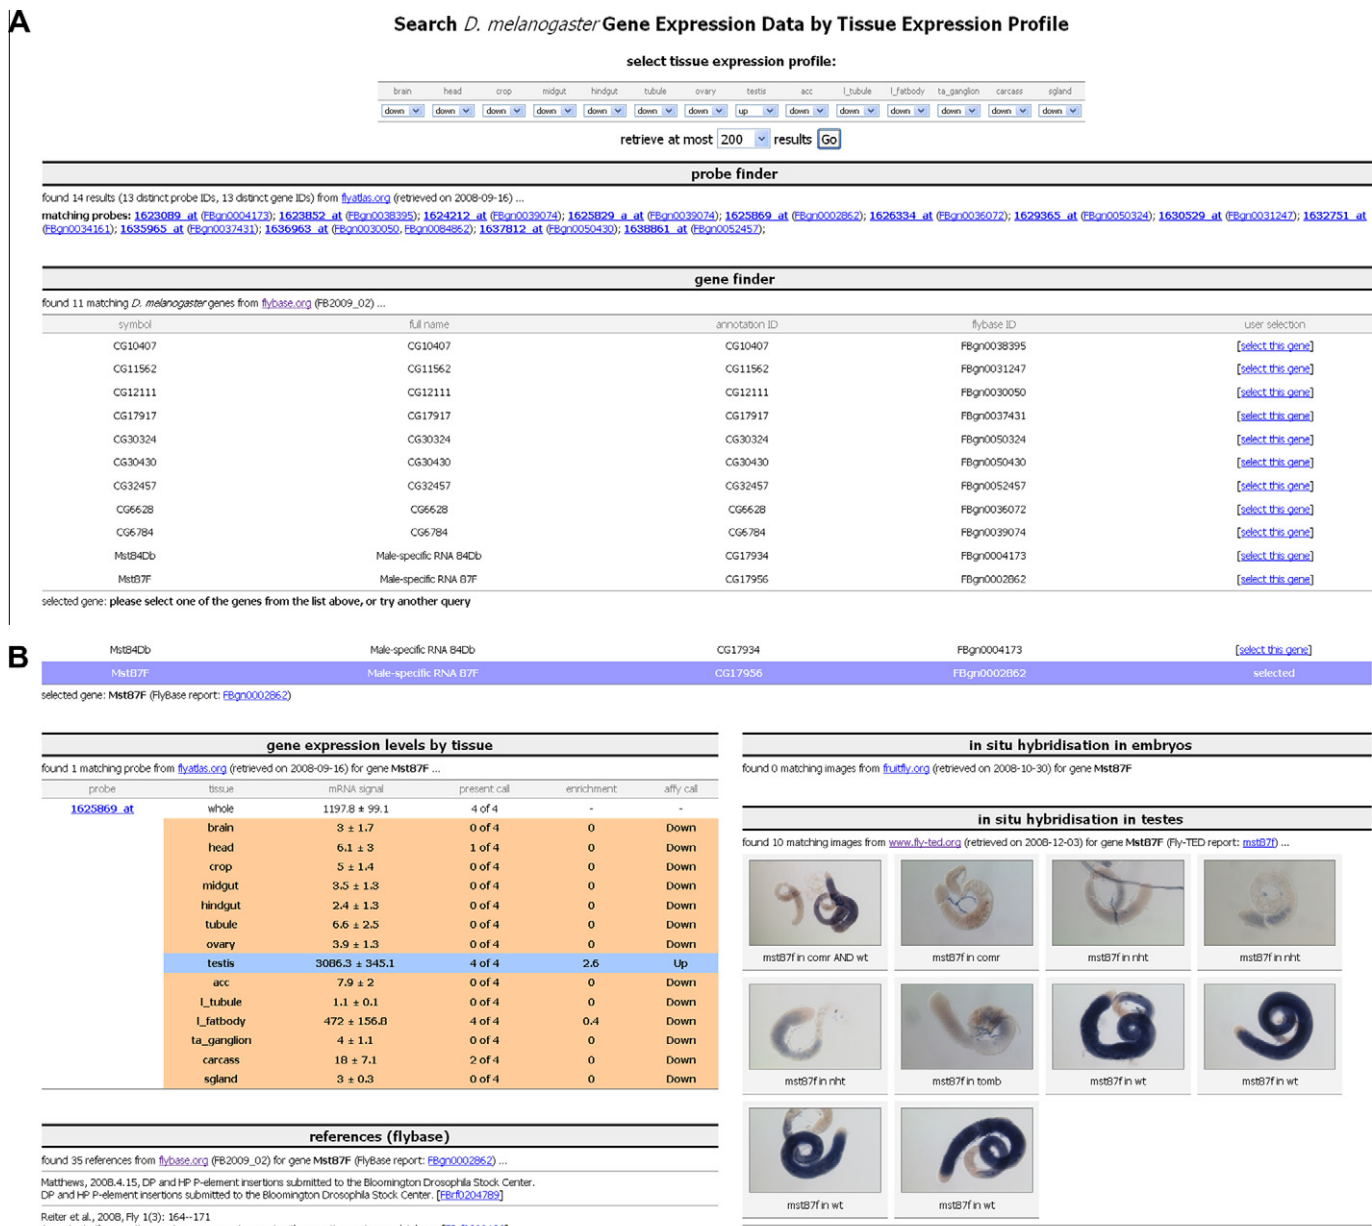 A
Search D. melanogaster Gene Expression Data by Tissue Expression Profile
select tissue expression profile:
brain head crop midgut hindgut tubule ovary testis acc l_tubule l_fatbody ta_ganglion carcass sgland
down down down down down down down up down down down down down down
retrieve at most 200 results Go
probe finder
found 14 results (13 distinct probe IDs, 13 distinct gene IDs) from flyatlas.org (retrieved on 2008-09-16) ...
matching probes: 1623089_at (FBgn0004173); 1623852_at (FBgn0038395); 1624212_at (FBgn0039074); 1625829_a_at (FBgn0039074); 1625869_at (FBgn0002862); 1626334_at (FBgn0036072); 1629365_at (FBgn0050324); 1630529_at (FBgn0031247); 1632751_at
(FBgn0034161); 1635965_at (FBgn0037431); 1636963_at (FBgn0030050, FBgn0084862); 1637812_at (FBgn0050430); 1638861_at (FBgn0052457);
gene finder
found 11 matching D. melanogaster genes from flybase.org (FB2009_02) ...
symbol full name annotation ID flybase ID user selection
CG10407 CG10407 CG10407 FBgn0038395 [select this gene]
CG11562 CG11562 CG11562 FBgn0031247 [select this gene]
CG12111 CG12111 CG12111 FBgn0030050 [select this gene]
CG17917 CG17917 CG17917 FBgn0037431 [select this gene]
CG30324 CG30324 CG30324 FBgn0050324 [select this gene]
CG30430 CG30430 CG30430 FBgn0050430 [select this gene]
CG32457 CG32457 CG32457 FBgn0052457 [select this gene]
CG6628 CG6628 CG6628 FBgn0036072 [select this gene]
CG6784 CG6784 CG6784 FBgn0039074 [select this gene]
Mst84Db Male-specific RNA 84Db CG17934 FBgn0004173 [select this gene]
Mst87F Male-specific RNA 87F CG17956 FBgn0002862 [select this gene]
selected gene: please select one of the genes from the list above, or try another query
B
Mst84Db Male-specific RNA 84Db CG17934 FBgn0004173 [select this gene]
Mst87F Male-specific RNA 87F CG17956 FBgn0002862 selected
selected gene: Mst87F (FlyBase report: FBgn0002862)
gene expression levels by tissue
found 1 matching probe from flyatlas.org (retrieved on 2008-09-16) for gene Mst87F ...
probe tissue mRNA signal present call enrichment affy call
1625869_at whole 1197.8 ± 99.1 4 of 4 - -
brain 3 ± 1.7 0 of 4 0 Down
head 6.1 ± 3 1 of 4 0 Down
crop 5 ± 1.4 0 of 4 0 Down
midgut 3.5 ± 1.3 0 of 4 0 Down
hindgut 2.4 ± 1.3 0 of 4 0 Down
tubule 6.6 ± 2.5 0 of 4 0 Down
ovary 3.9 ± 1.3 0 of 4 0 Down
testis 3086.3 ± 345.1 4 of 4 2.6 Up
acc 7.9 ± 2 0 of 4 0 Down
l_tubule 1.1 ± 0.1 0 of 4 0 Down
l_fatbody 472 ± 156.8 4 of 4 0.4 Down
ta_ganglion 4 ± 1.1 0 of 4 0 Down
carcass 18 ± 7.1 2 of 4 0 Down
sgland 3 ± 0.3 0 of 4 0 Down
references (flybase)
found 35 references from flybase.org (FB2009_02) for gene Mst87F (FlyBase report: FBgn0002862) ...
Matthews, 2008.4.15, DP and HP P-element insertions submitted to the Bloomington Drosophila Stock Center.
DP and HP P-element insertions submitted to the Bloomington Drosophila Stock Center. [FBrf0204789]
Reiter et al., 2008, Fly 1(3): 164--171
in situ hybridisation in embryos
found 0 matching images from fruitfly.org (retrieved on 2008-10-30) for gene Mst87F
in situ hybridisation in testes
found 10 matching images from www.fly-ted.org (retrieved on 2008-12-03) for gene Mst87F (Fly-TED report: mst87f) ...
mst87f in comr AND wt mst87f in comr mst87f in nht mst87f in nht
mst87f in nht mst87f in tomb mst87f in wt mst87f in wt
mst87f in wt mst87f in wt